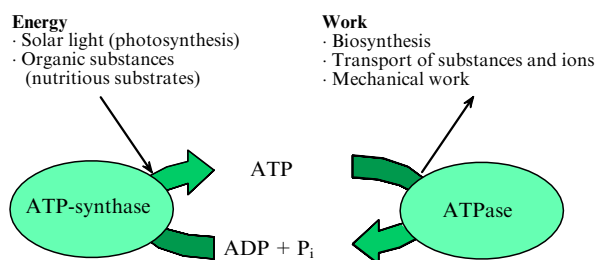 Energy
· Solar light (photosynthesis)
· Organic substances
(nutritious substrates)
Work
· Biosynthesis
· Transport of substances and ions
· Mechanical work
ATP-synthase
ATP
ADP + Pi
ATPase